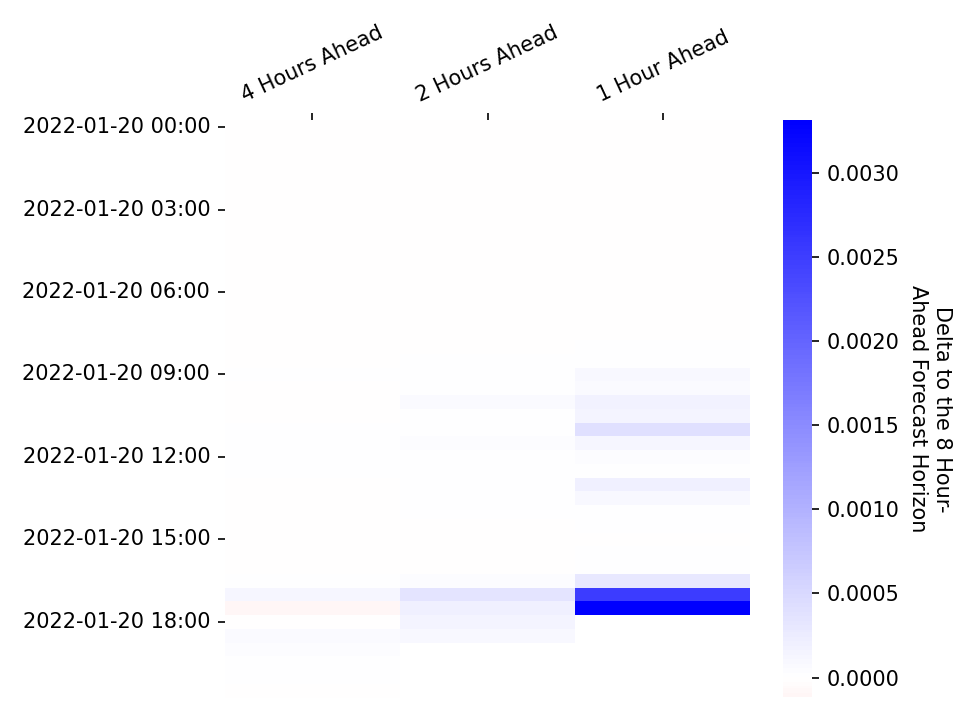 4 Hours Ahead
2 Hours Ahead
1 Hour Ahead
2022-01-20 00:00
2022-01-20 03:00
2022-01-20 06:00
2022-01-20 09:00
2022-01-20 12:00
2022-01-20 15:00
2022-01-20 18:00
0.0030
0.0025
0.0020
0.0015
0.0010
0.0005
0.0000
Delta to the 8 Hour-
Ahead Forecast Horizon